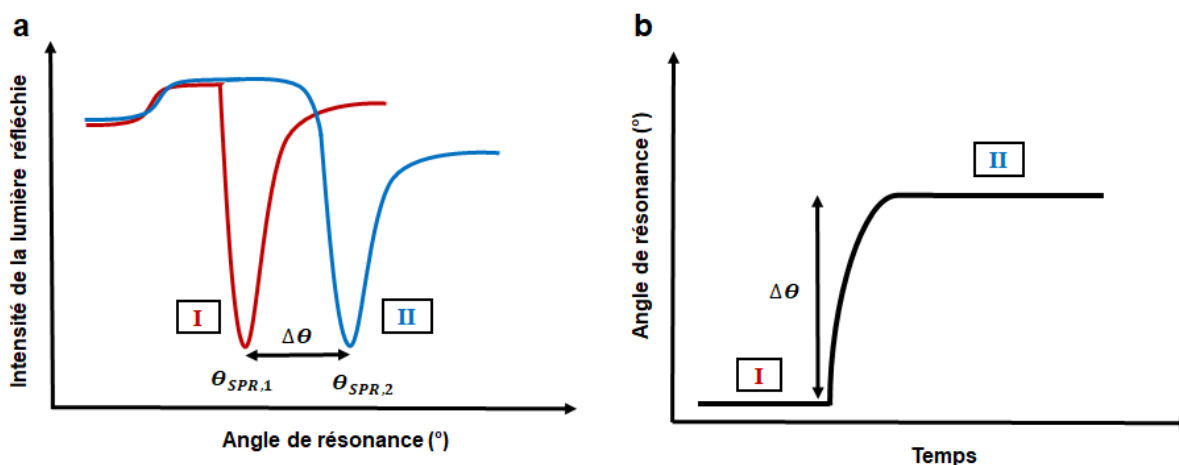 a
Intensité de la lumière réfléchie
I
II
Δθ
θSPR,1
θSPR,2
Angle de résonance (°)
b
Angle de résonance (°)
II
Δθ
I
Temps